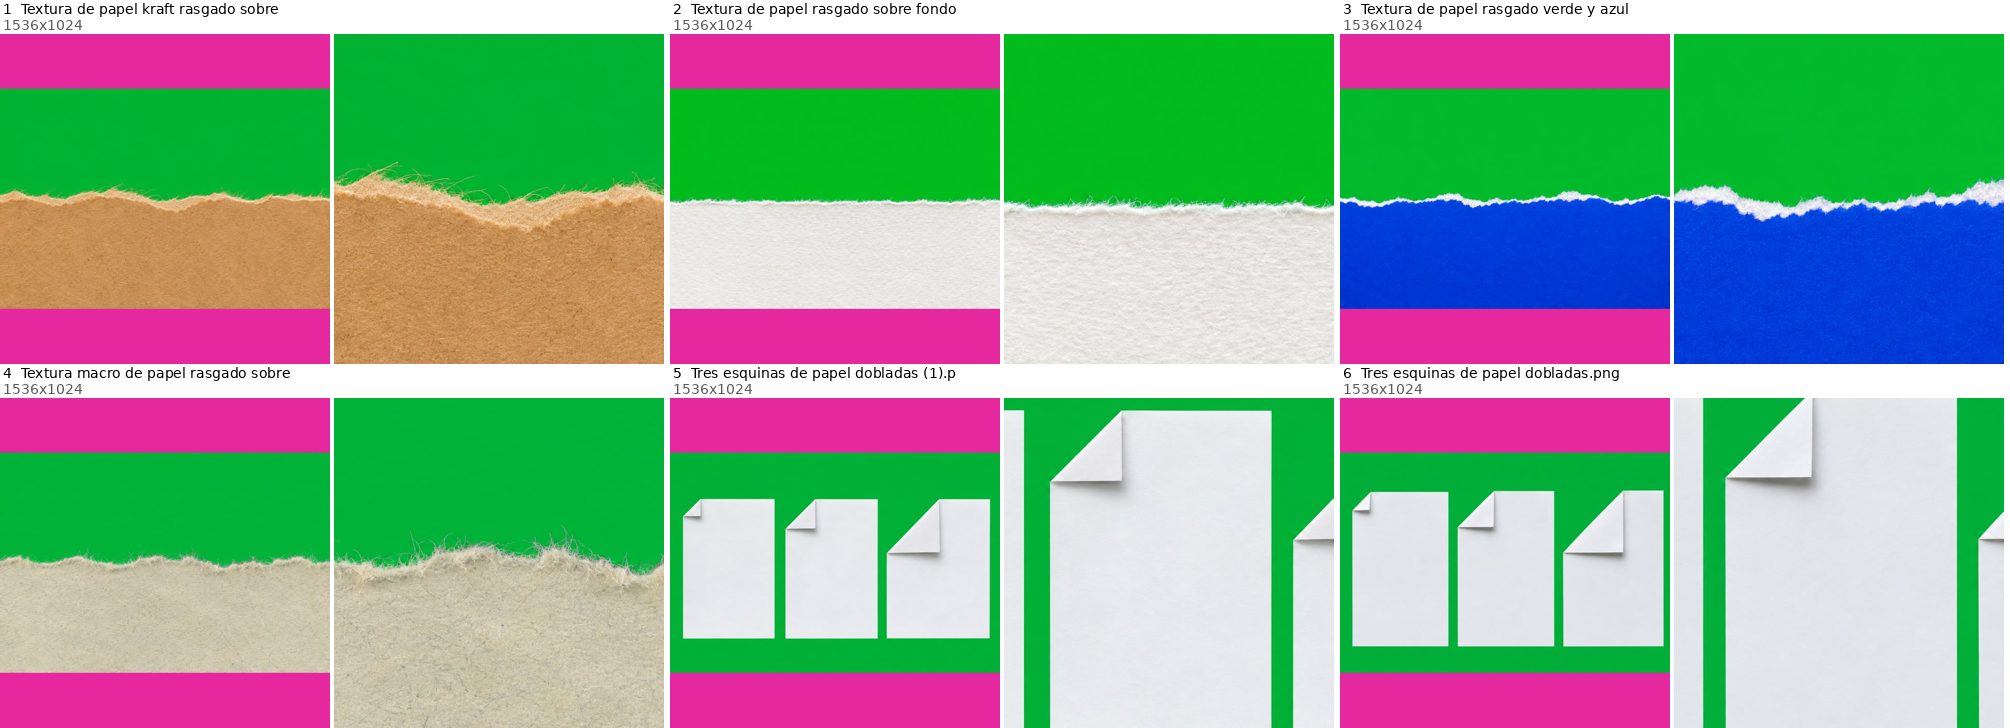 1 Textura de papel kraft rasgado sobre
1536x1024
2 Textura de papel rasgado sobre fondo
1536x1024
3 Textura de papel rasgado verde y azul
1536x1024
4 Textura macro de papel rasgado sobre
1536x1024
5 Tres esquinas de papel dobladas (1).p
1536x1024
6 Tres esquinas de papel dobladas.png
1536x1024